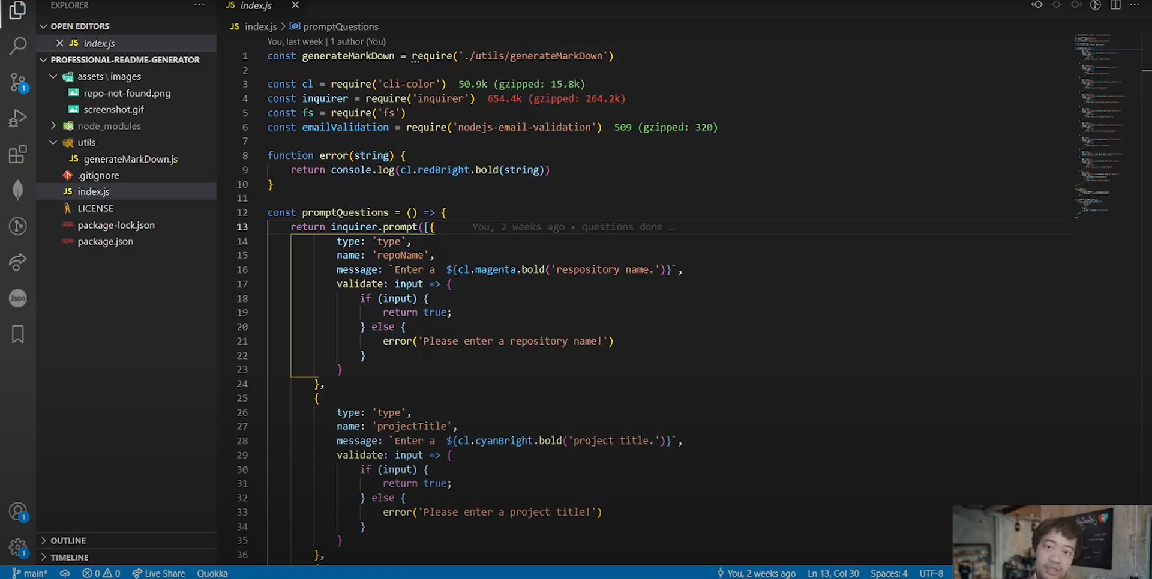 EXPLORER
···
OPEN EDITORS
JS index.js
PROFESSIONAL-README-GENERATOR
assets\images
repo-not-found.png
screenshot.gif
node_modules
utils
JS generateMarkDown.js
.gitignore
JS index.js
LICENSE
package-lock.json
package.json
OUTLINE
TIMELINE
JS index.js
JS index.js > promptQuestions
You, last week | 1 author (You)
1 const generateMarkDown = require('./utils/generateMarkDown')
2
3 const cl = require('cli-color') 50.9k (gzipped: 15.8k)
4 const inquirer = require('inquirer') 654.4k (gzipped: 264.2k)
5 const fs = require('fs')
6 const emailValidation = require('nodejs-email-validation') 509 (gzipped: 320)
7
8 function error(string) {
9 return console.log(cl.redBright.bold(string))
10 }
11
12 const promptQuestions = () => {
13 return inquirer.prompt([{ You, 2 weeks ago • questions done …
14 type: 'type',
15 name: 'repoName',
16 message: `Enter a ${cl.magenta.bold('respository name.')}`,
17 validate: input => {
18 if (input) {
19 return true;
20 } else {
21 error('Please enter a repository name!')
22 }
23 }
24 },
25 {
26 type: 'type',
27 name: 'projectTitle',
28 message: `Enter a ${cl.cyanBright.bold('project title.')}`,
29 validate: input => {
30 if (input) {
31 return true;
32 } else {
33 error('Please enter a project title!')
34 }
35 }
36 },
Json
1
1
1
main* 0 0 Live Share Quokka You, 2 weeks ago Ln 13, Col 30 Spaces: 4 UTF-8